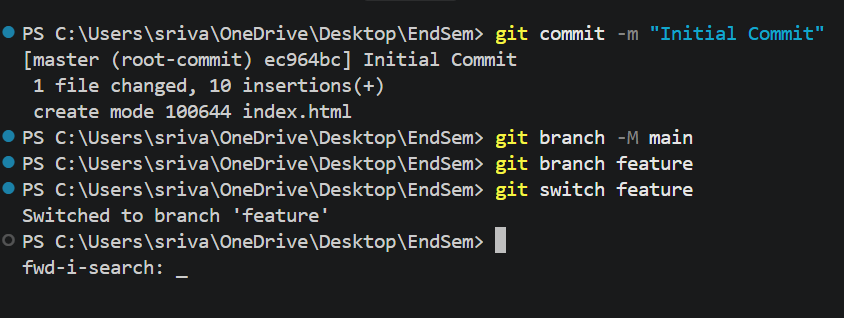 PS C:\Users\sriva\OneDrive\Desktop\EndSem> git commit -m "Initial Commit"
[master (root-commit) ec964bc] Initial Commit
 1 file changed, 10 insertions(+)
 create mode 100644 index.html
PS C:\Users\sriva\OneDrive\Desktop\EndSem> git branch -M main
PS C:\Users\sriva\OneDrive\Desktop\EndSem> git branch feature
PS C:\Users\sriva\OneDrive\Desktop\EndSem> git switch feature
Switched to branch 'feature'
PS C:\Users\sriva\OneDrive\Desktop\EndSem>
fwd-i-search: _